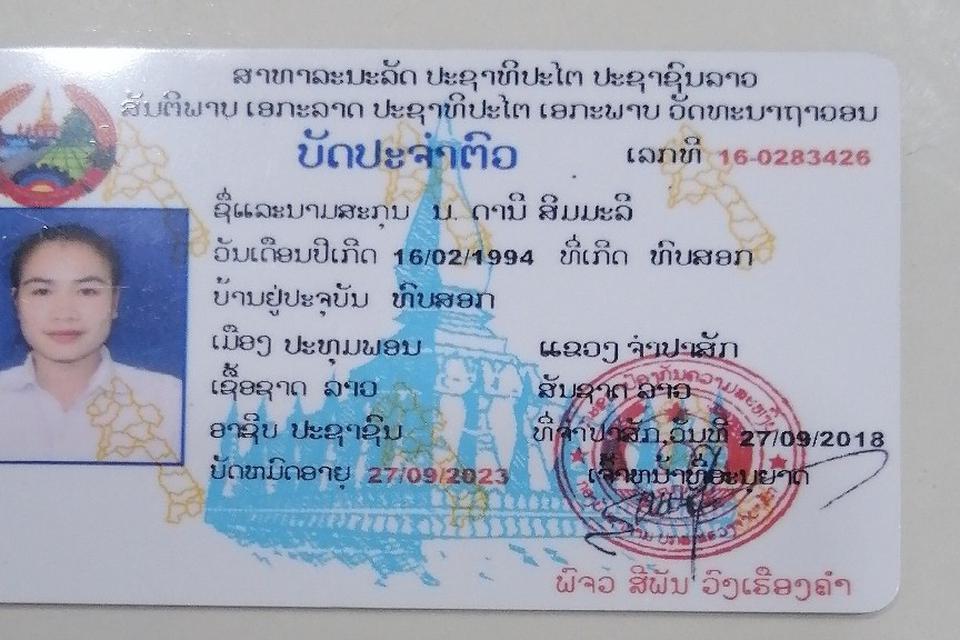 ສາທາລະນະລັດ ປະຊາທິປະໄຕ ປະຊາຊົນລາວ
ສັນຕິພາບ ເອກະລາດ ປະຊາທິປະໄຕ ເອກະພາບ ວັດທະນາຖາວອນ
ບັດປະຈຳຕົວ ເລກທີ 16-0283426
ຊື່ແລະນາມສະກຸນ ນ. ດານີ ສິມມະລີ
ວັນເດືອນປີເກີດ 16/02/1994 ທີ່ເກີດ ທົບສອກ
ບ້ານຢູ່ປະຈຸບັນ ທົບສອກ
ເມືອງ ປະທຸມພອນ ແຂວງ ຈຳປາສັກ
ເຊື້ອຊາດ ລາວ ສັນຊາດ ລາວ
ອາຊີບ ປະຊາຊົນ ທີ່ຈຳປາສັກ,ວັນທີ 27/09/2018
ບັດຫມົດອາຍຸ 27/09/2023 ເຈົ້າຫນ້າທີ່ອະນຸຍາດ
ພົຈວ ສີພັນ ວົງເຮືອງຄຳ